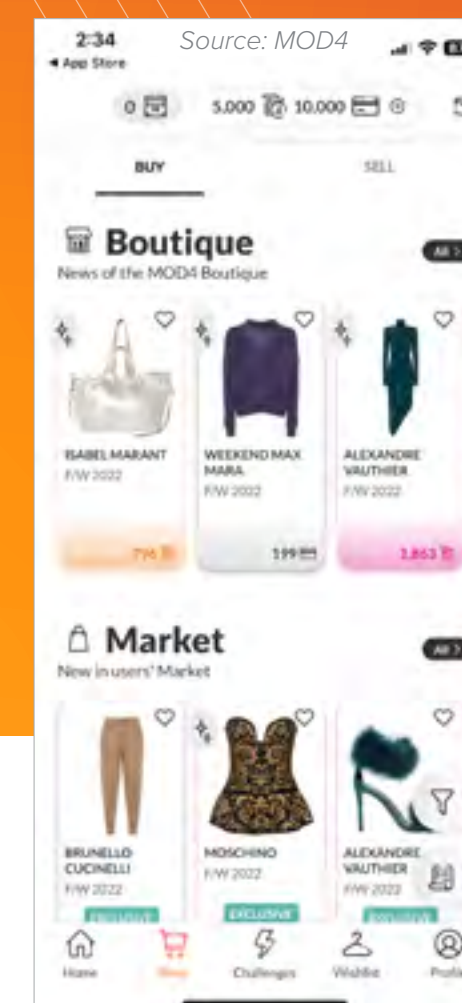 2:34
Source: MOD4
App Store
0
5.000
10.000
BUY
SELL
Boutique
All >
News of the MOD4 Boutique
ISABEL MARANT
F/W 2022
796
WEEKEND MAX
MARA
F/W 2022
199
ALEXANDRE
VAUTHIER
F/W 2022
1.863
Market
All >
New in users' Market
BRUNELLO
CUCINELLI
F/W 2022
EXCLUSIVE
MOSCHINO
F/W 2022
EXCLUSIVE
ALEXANDRE
VAUTHIER
F/W 2022
EXCLUSIVE
Home
Shop
Challenges
Wishlist
Profile